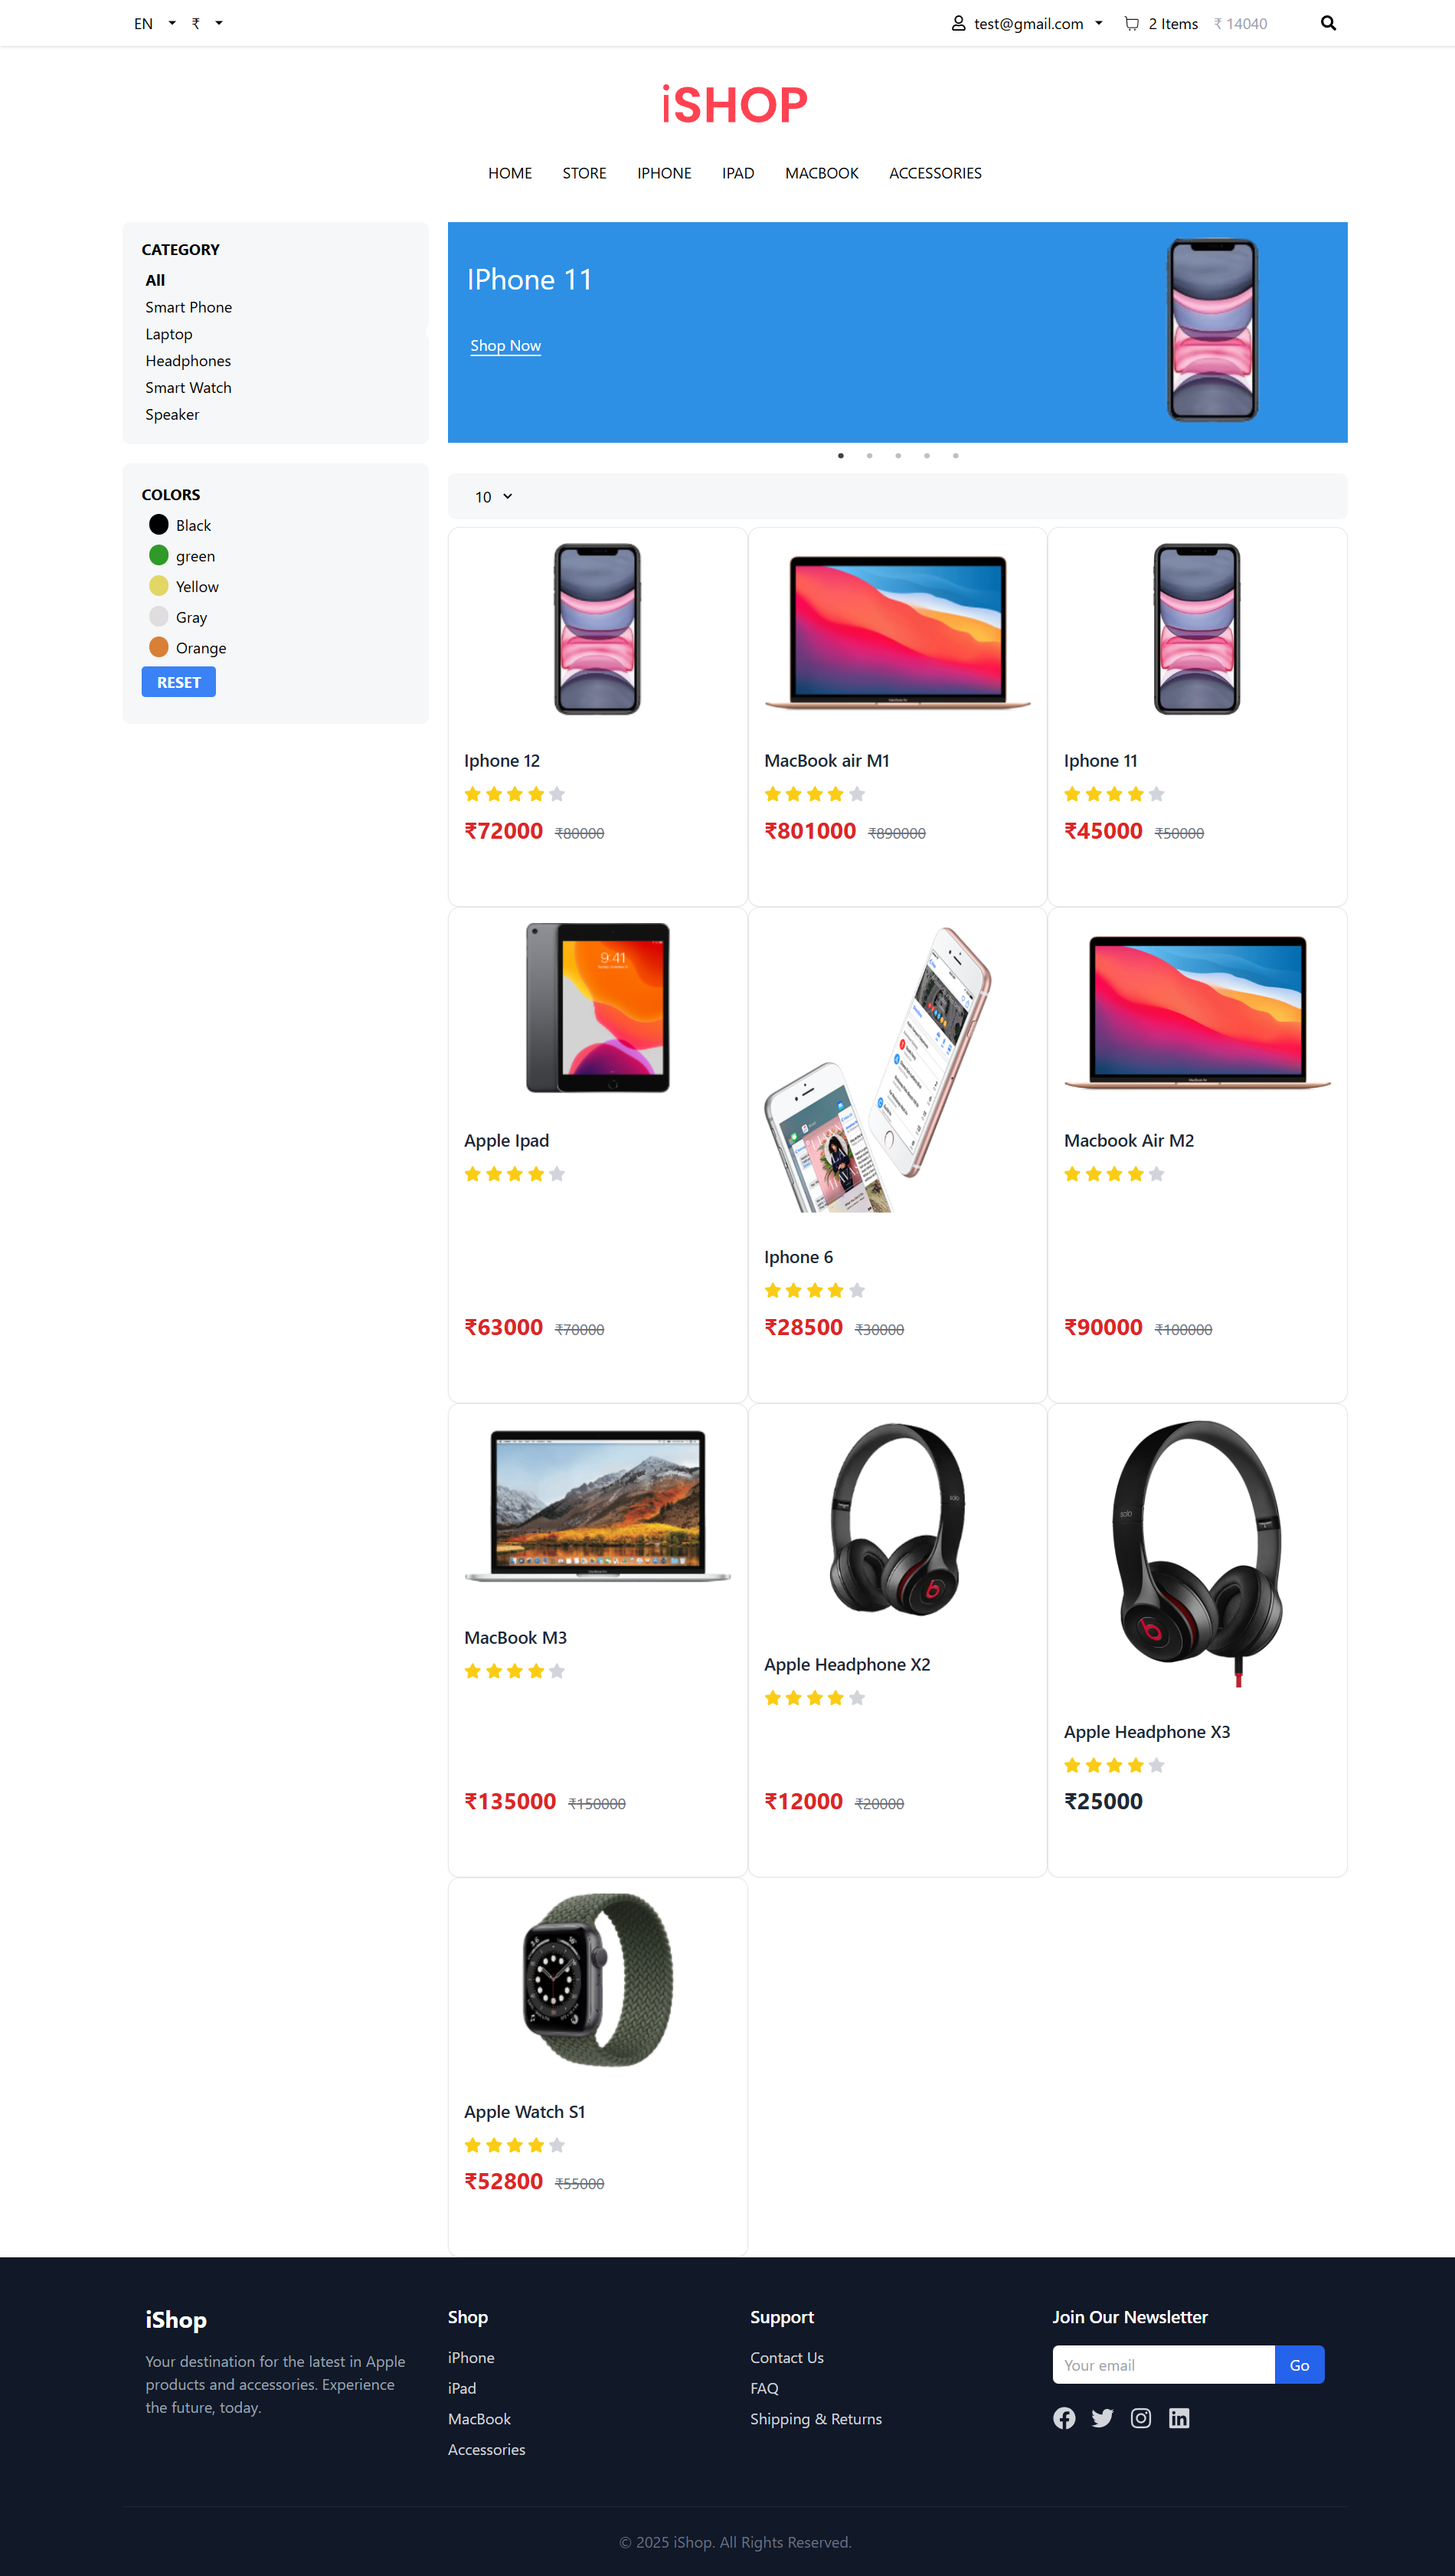 EN ₹ test@gmail.com 2 Items ₹ 14040
iSHOP
HOME STORE IPHONE IPAD MACBOOK ACCESSORIES
CATEGORY
All
Smart Phone
Laptop
Headphones
Smart Watch
Speaker
COLORS
Black
green
Yellow
Gray
Orange
RESET
IPhone 11
Shop Now
10
Iphone 12
₹72000 ₹80000
MacBook air M1
₹801000 ₹890000
Iphone 11
₹45000 ₹50000
9:41
Apple Ipad
₹63000 ₹70000
Iphone 6
₹28500 ₹30000
Macbook Air M2
₹90000 ₹100000
MacBook M3
₹135000 ₹150000
solo
Apple Headphone X2
₹12000 ₹20000
solo
Apple Headphone X3
₹25000
Apple Watch S1
₹52800 ₹55000
iShop
Your destination for the latest in Apple
products and accessories. Experience
the future, today.
Shop
iPhone
iPad
MacBook
Accessories
Support
Contact Us
FAQ
Shipping & Returns
Join Our Newsletter
Your email Go
© 2025 iShop. All Rights Reserved.